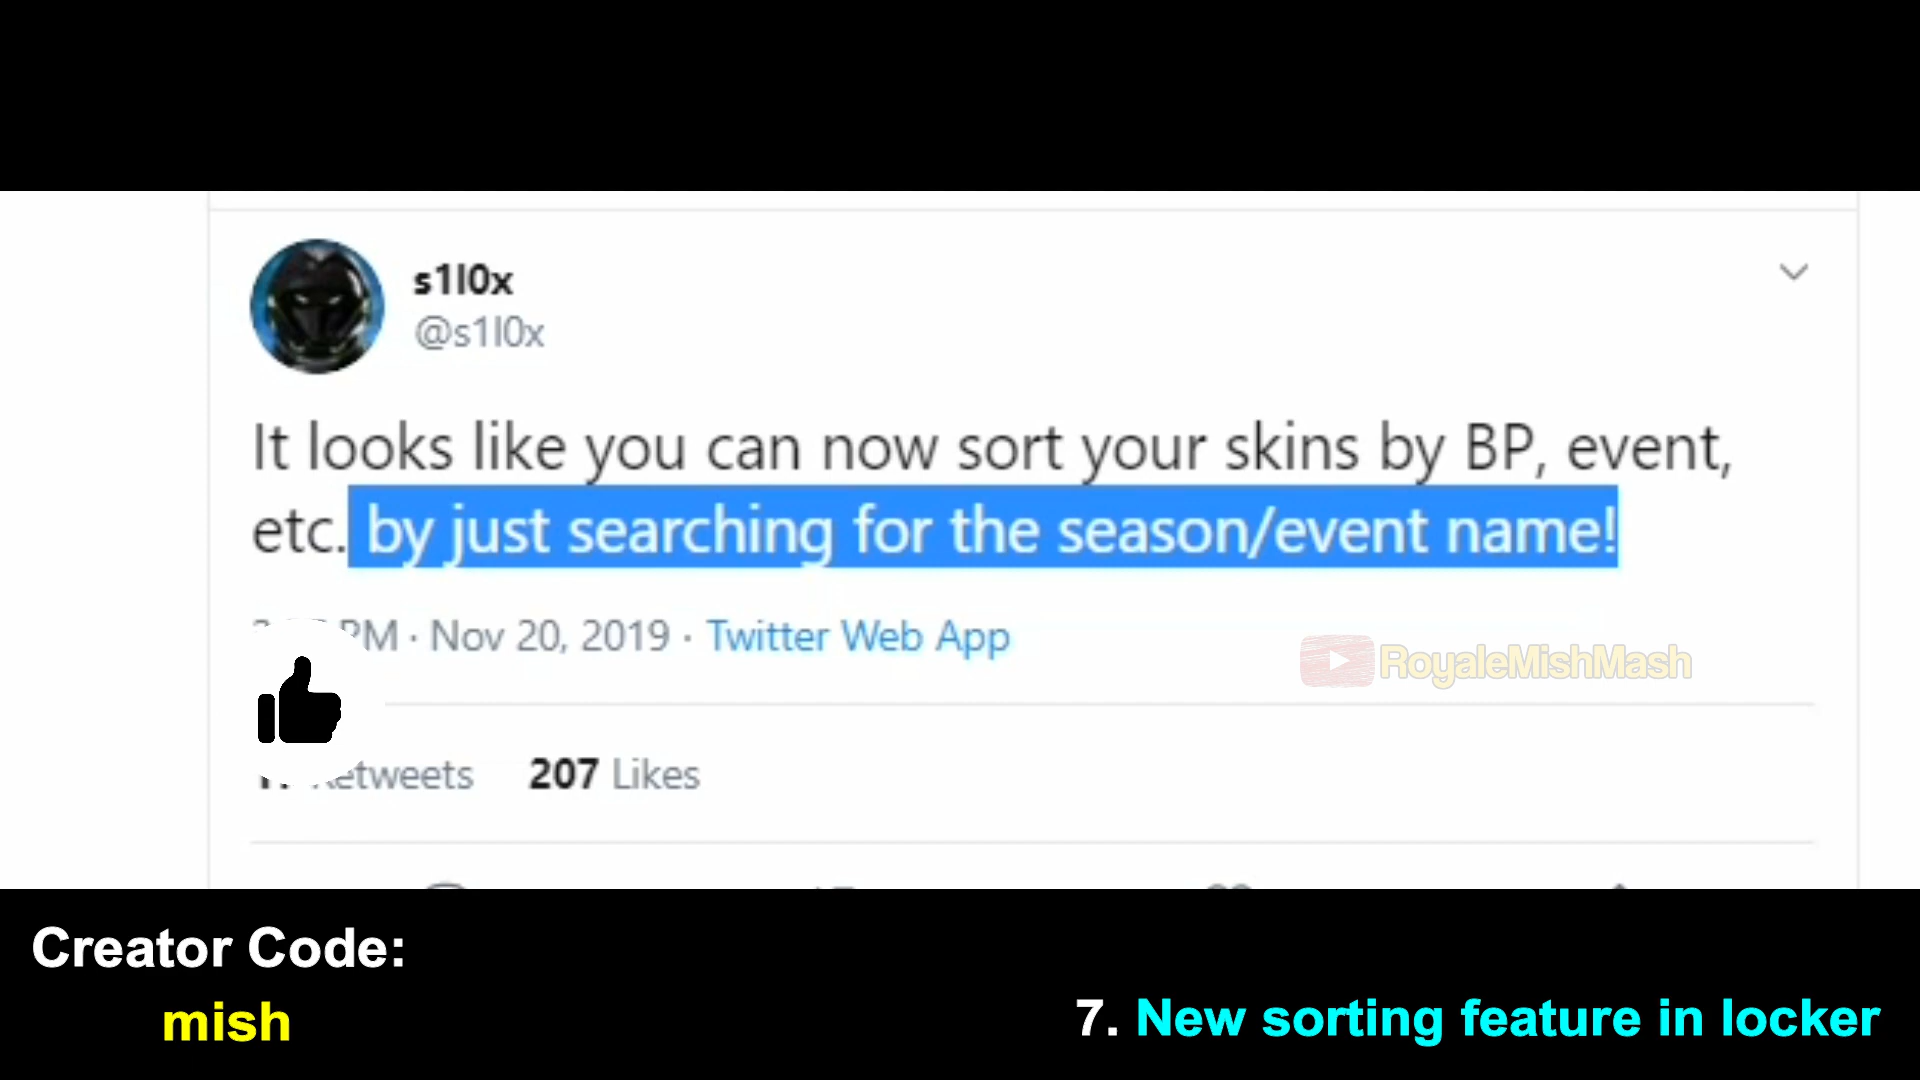 s1l0x
@s1l0x
It looks like you can now sort your skins by BP, event,
etc. by just searching for the season/event name!
PM · Nov 20, 2019 · Twitter Web App
RoyaleMishMash
207 Likes
Creator Code:
mish
7. New sorting feature in locker